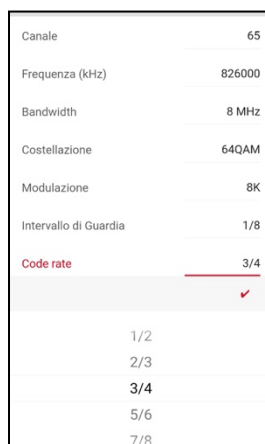 Canale 65
Frequenza (kHz) 826000
Bandwidth 8 MHz
Costellazione 64QAM
Modulazione 8K
Intervallo di Guardia 1/8
Code rate 3/4
✓
1/2
2/3
3/4
5/6
7/8